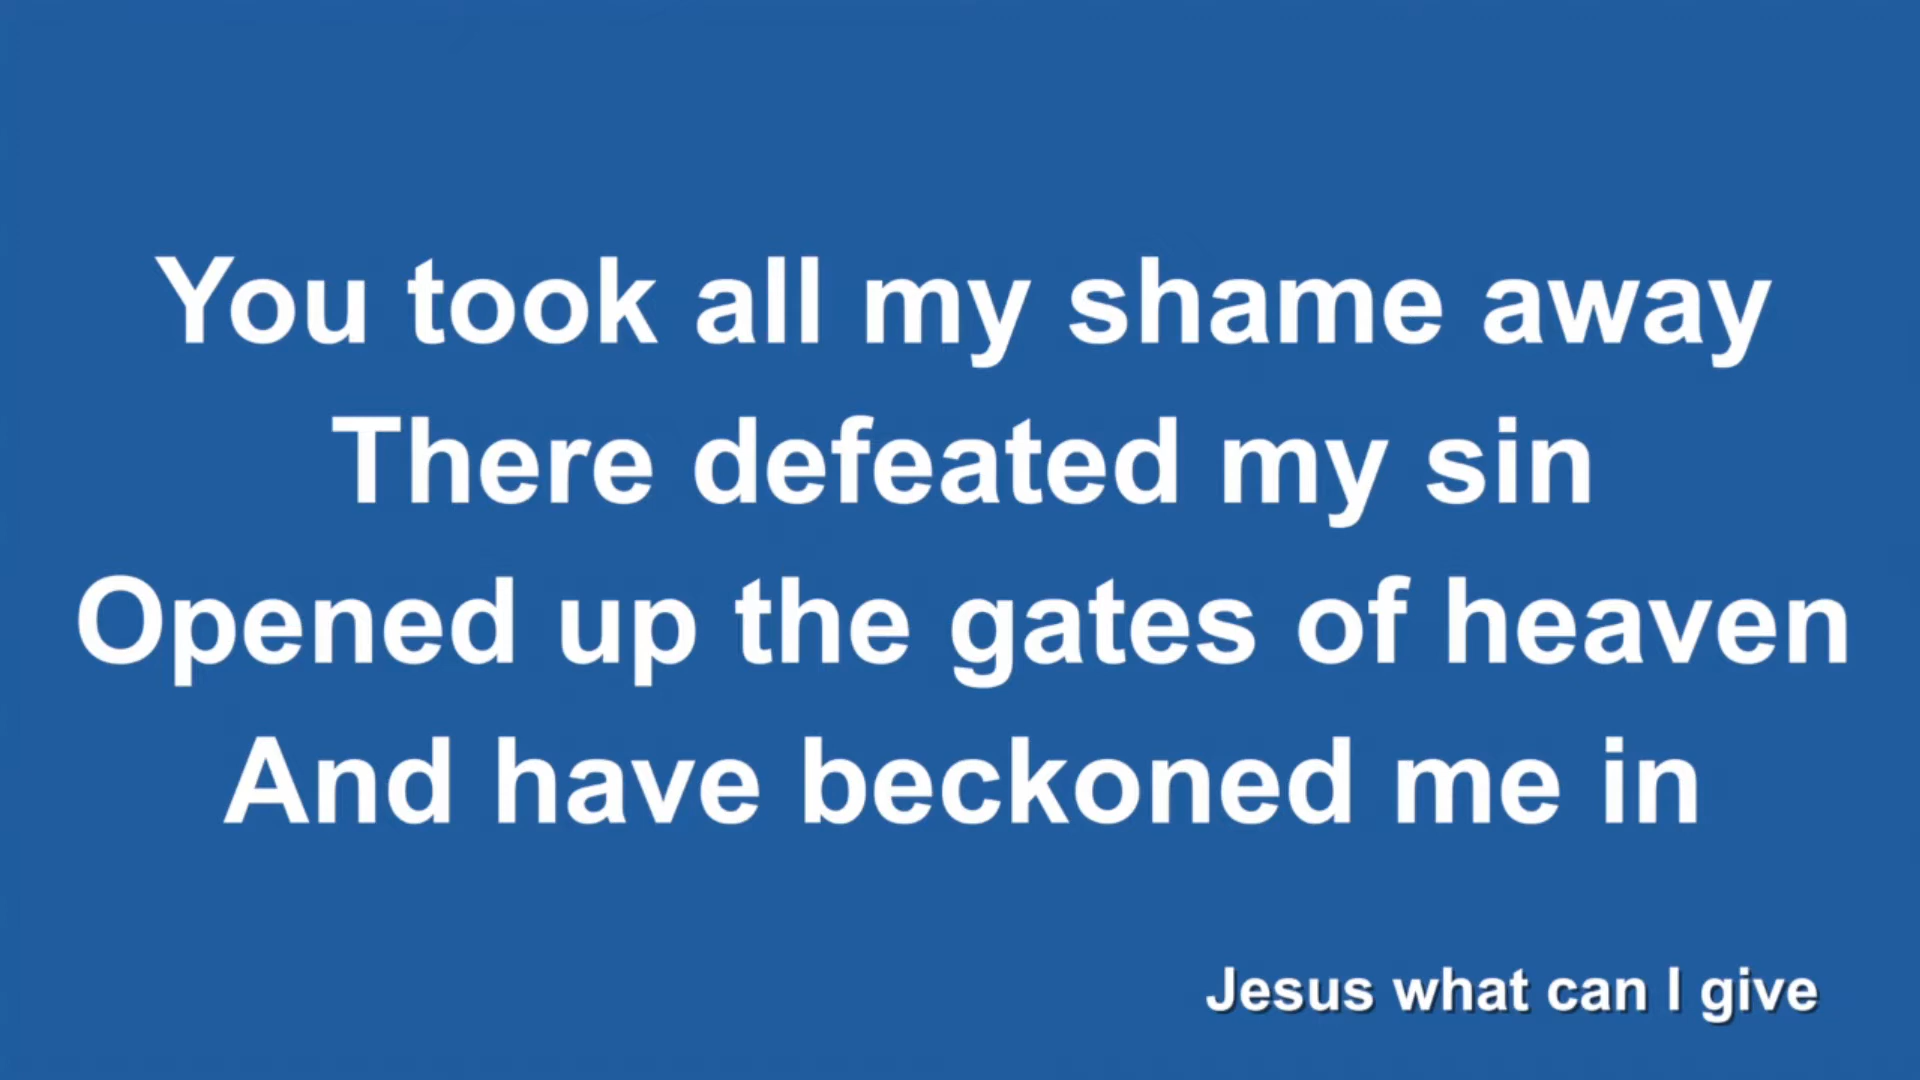 You took all my shame away
There defeated my sin
Opened up the gates of heaven
And have beckoned me in
Jesus what can I give